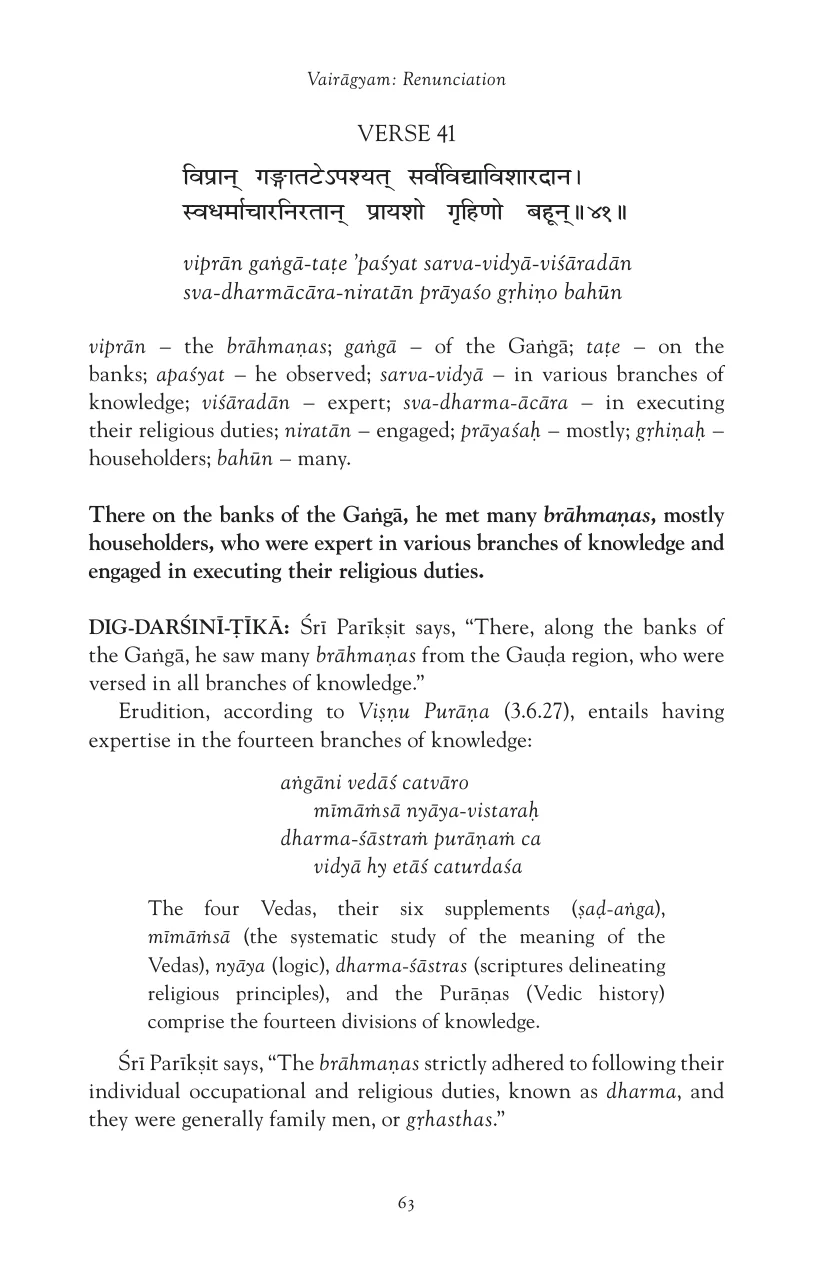 Vairāgyam: Renunciation
VERSE 41
विप्रान् गङ्गातटेऽपश्यत् सर्वविद्याविशारदान।
स्वधर्माचारनिरतान् प्रायशो गृहिणो बहून्॥४१॥
viprān gaṅgā-taṭe ’paśyat sarva-vidyā-viśāradān
sva-dharmācāra-niratān prāyaśo gṛhiṇo bahūn
viprān – the brāhmaṇas; gaṅgā – of the Gaṅgā; taṭe – on the
banks; apaśyat – he observed; sarva-vidyā – in various branches of
knowledge; viśāradān – expert; sva-dharma-ācāra – in executing
their religious duties; niratān – engaged; prāyaśaḥ – mostly; gṛhiṇaḥ –
householders; bahūn – many.
There on the banks of the Gaṅgā, he met many brāhmaṇas, mostly
householders, who were expert in various branches of knowledge and
engaged in executing their religious duties.
DIG-DARŚINĪ-ṬĪKĀ: Śrī Parīkṣit says, “There, along the banks of
the Gaṅgā, he saw many brāhmaṇas from the Gauḍa region, who were
versed in all branches of knowledge.”
Erudition, according to Viṣṇu Purāṇa (3.6.27), entails having
expertise in the fourteen branches of knowledge:
aṅgāni vedāś catvāro
mīmāṁsā nyāya-vistaraḥ
dharma-śāstraṁ purāṇaṁ ca
vidyā hy etāś caturdaśa
The four Vedas, their six supplements (ṣaḍ-aṅga),
mīmāṁsā (the systematic study of the meaning of the
Vedas), nyāya (logic), dharma-śāstras (scriptures delineating
religious principles), and the Purāṇas (Vedic history)
comprise the fourteen divisions of knowledge.
Śrī Parīkṣit says, “The brāhmaṇas strictly adhered to following their
individual occupational and religious duties, known as dharma, and
they were generally family men, or gṛhasthas.”
63